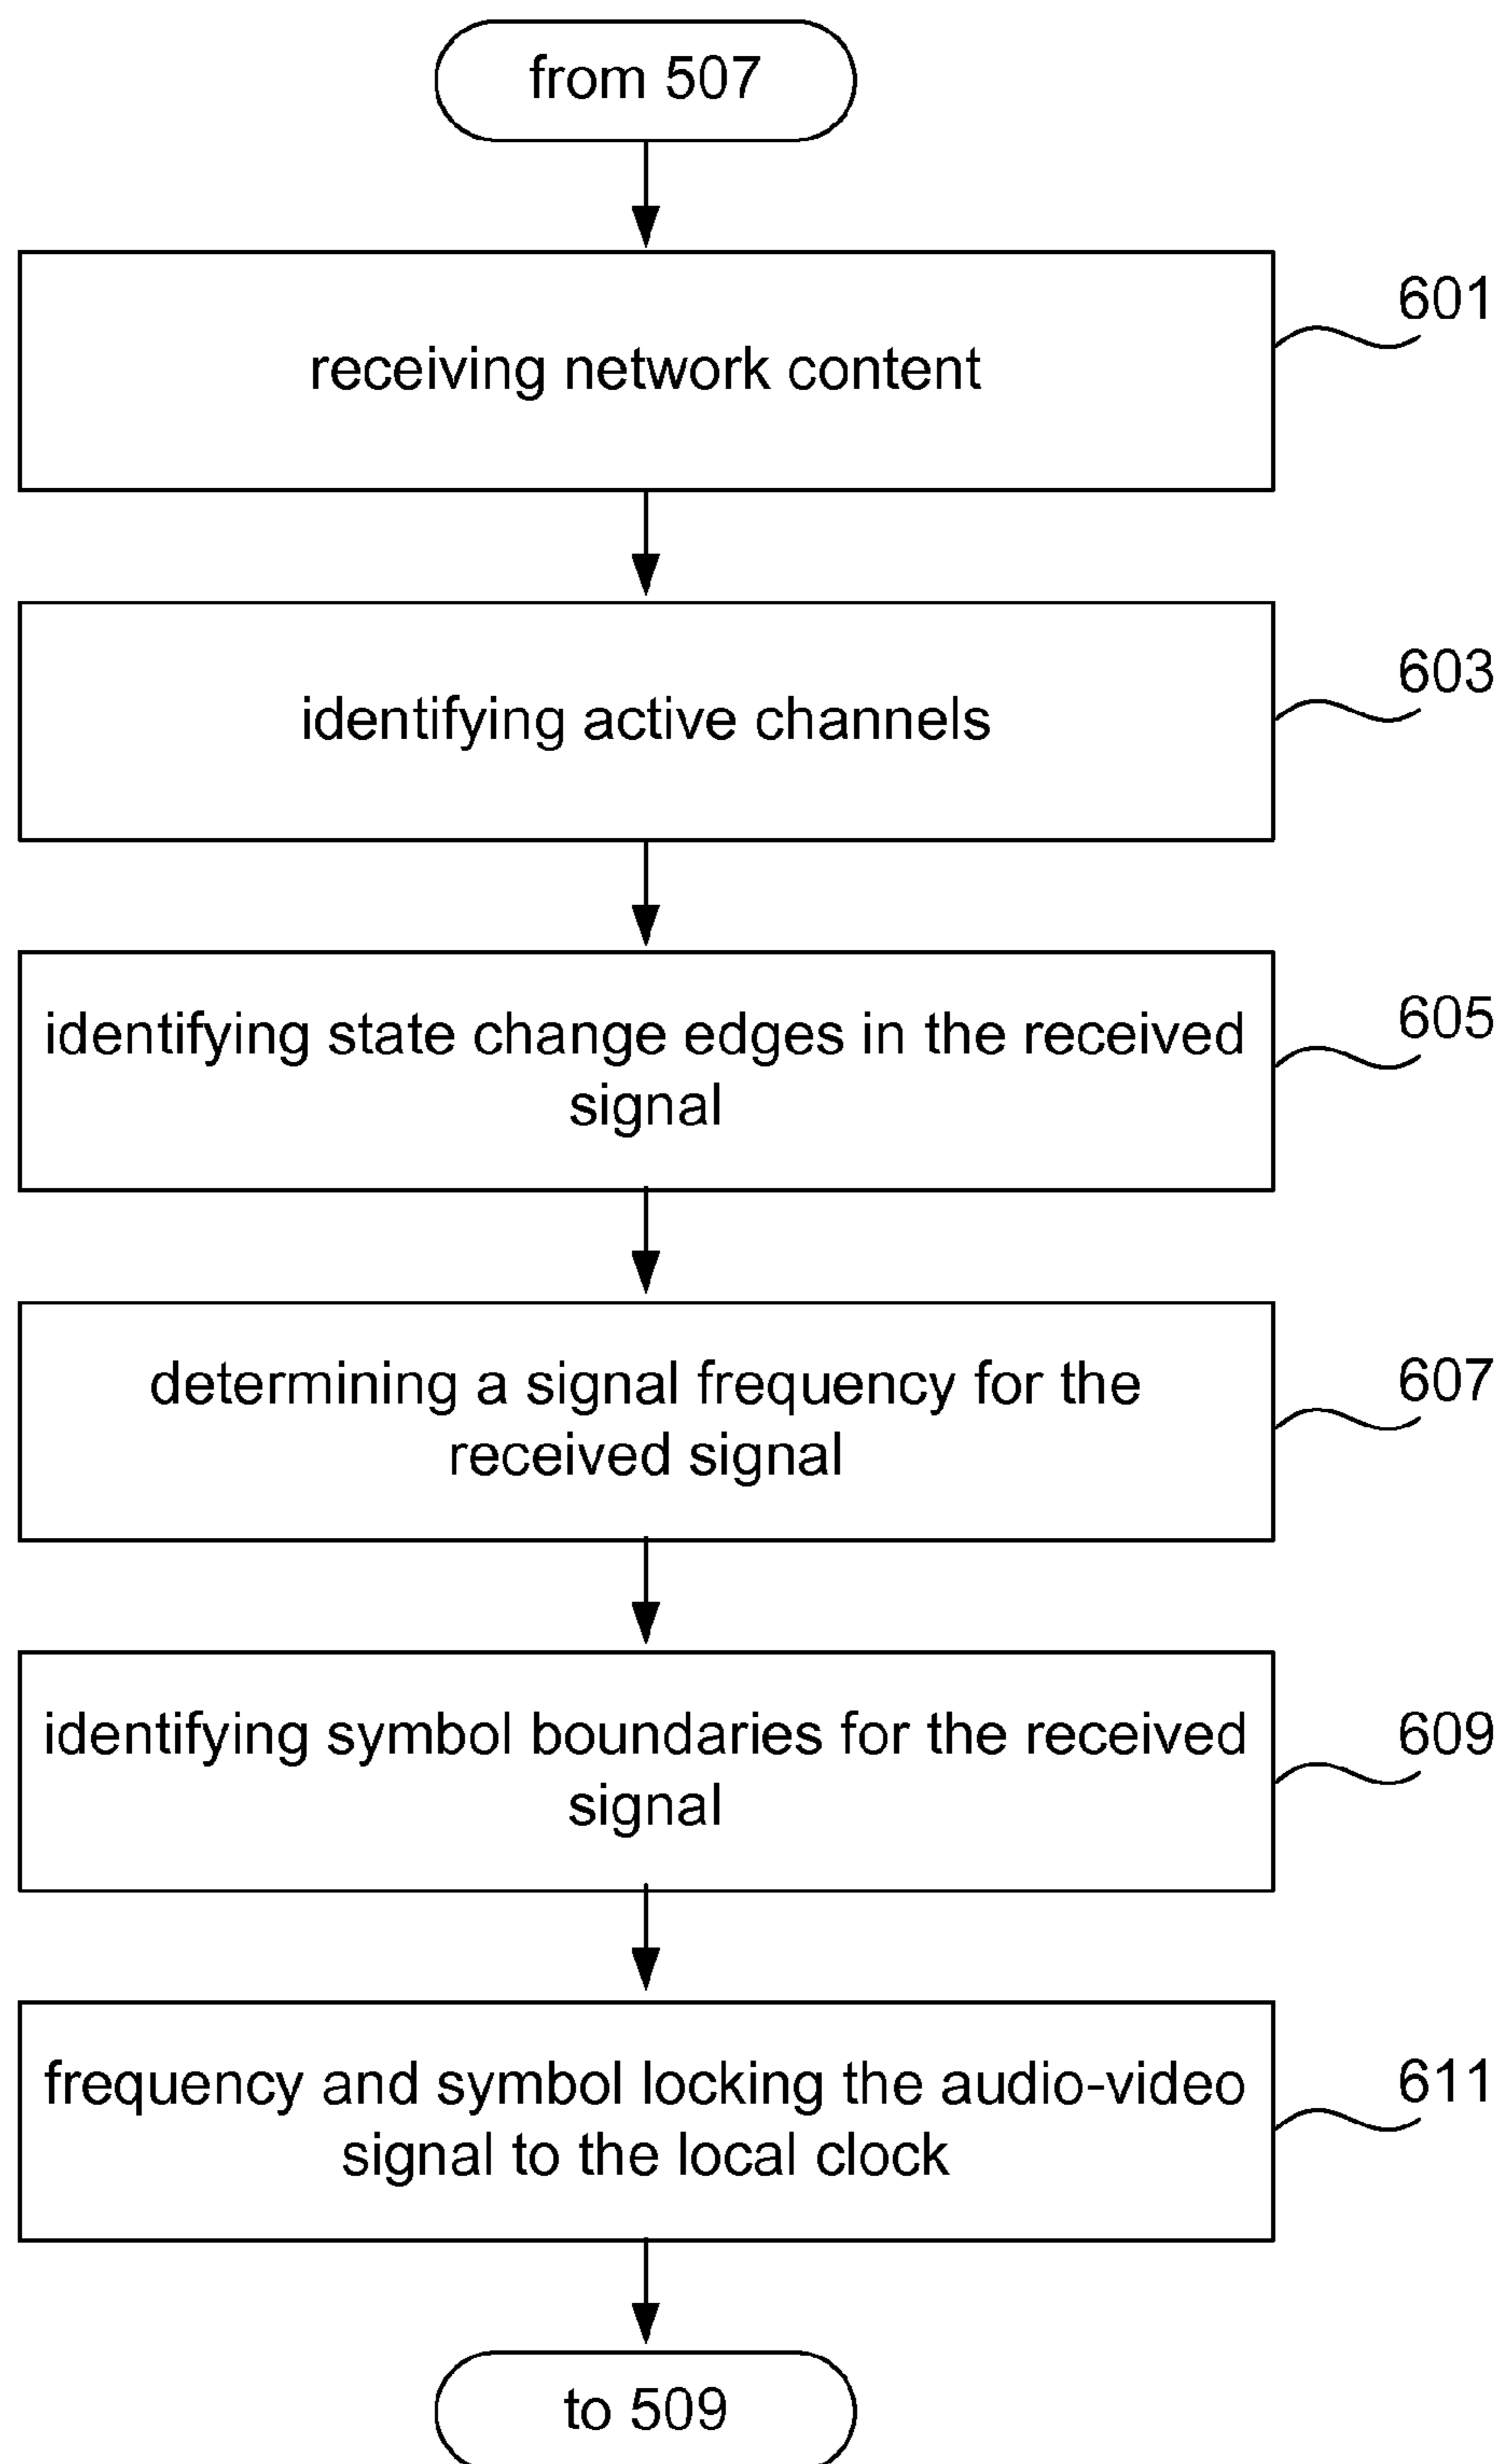 from 507
receiving network content
601
identifying active channels
603
identifying state change edges in the received
signal
605
determining a signal frequency for the
received signal
607
identifying symbol boundaries for the received
signal
609
frequency and symbol locking the audio-video
signal to the local clock
611
to 509